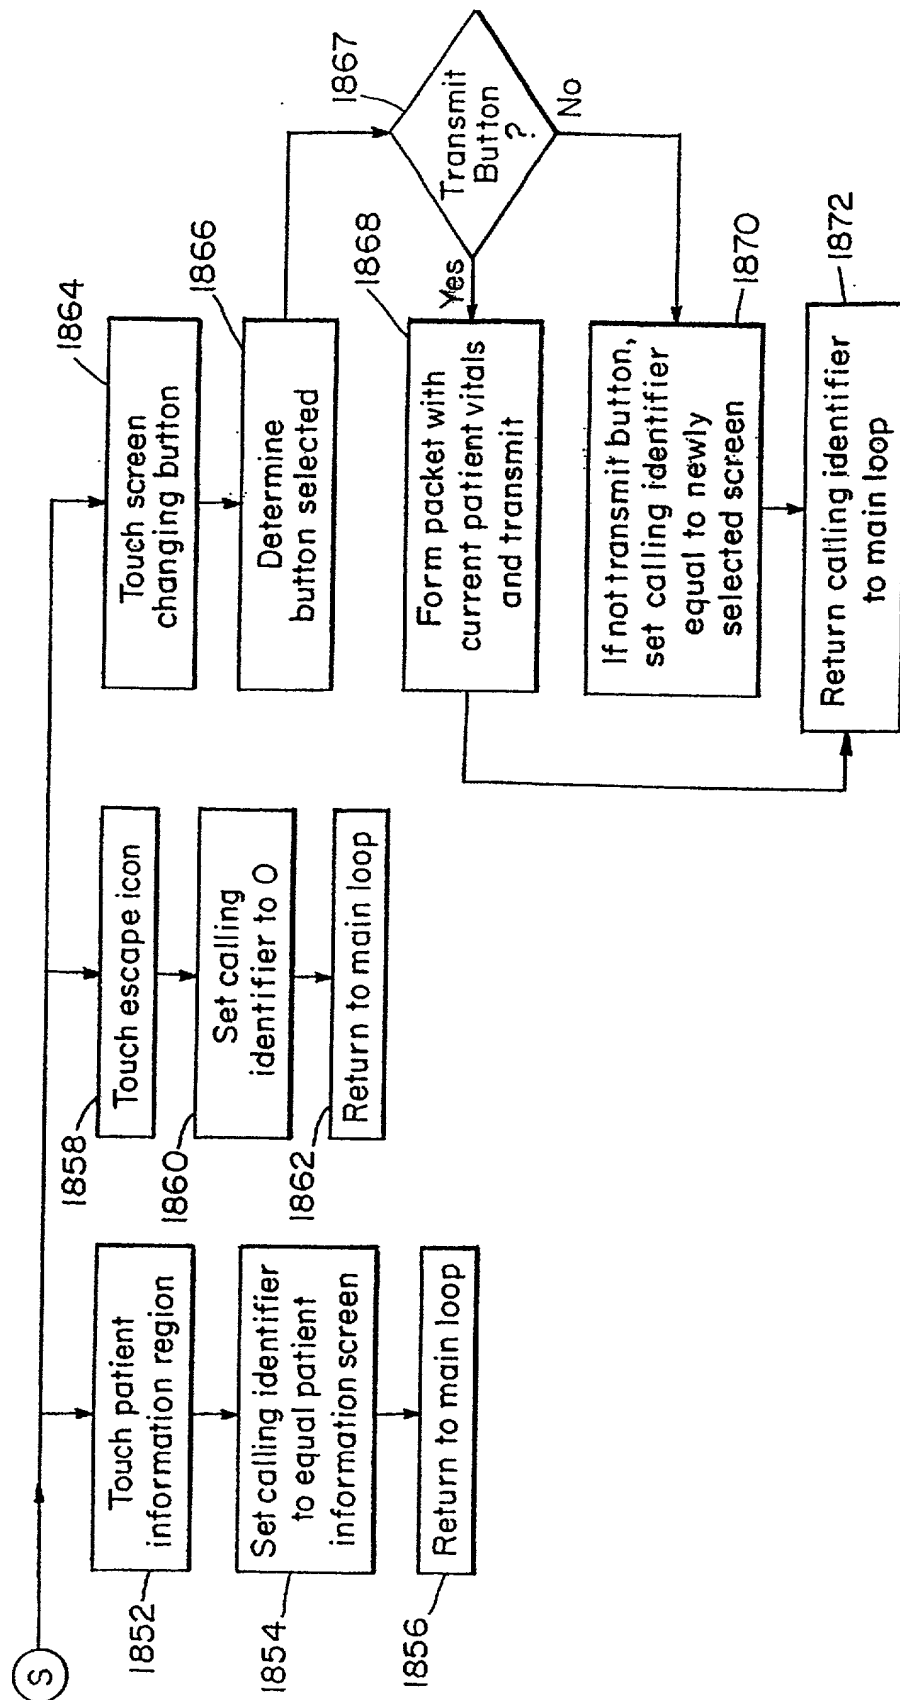 S
1852
Touch patient
information region
1854
Set calling identifier
to equal patient
information screen
1856
Return to main loop
1858
Touch escape icon
1860
Set calling
identifier to 0
1862
Return to main loop
1864
Touch screen
changing button
1866
Determine
button selected
1867
Transmit
Button
?
Yes
No
1868
Form packet with
current patient vitals
and transmit
1870
If not transmit button,
set calling identifier
equal to newly
selected screen
1872
Return calling identifier
to main loop